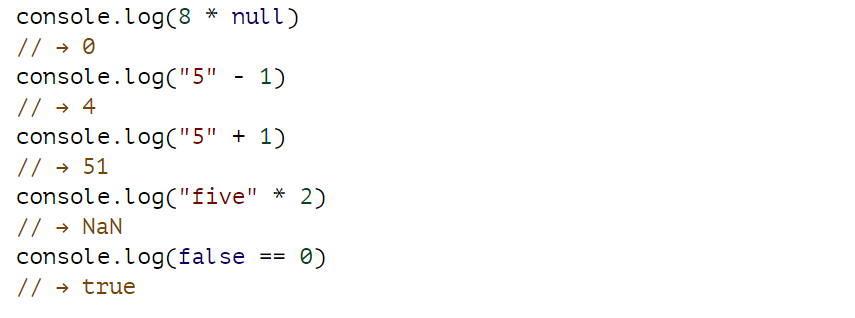 console.log(8 * null)
// → 0
console.log("5" - 1)
// → 4
console.log("5" + 1)
// → 51
console.log("five" * 2)
// → NaN
console.log(false == 0)
// → true